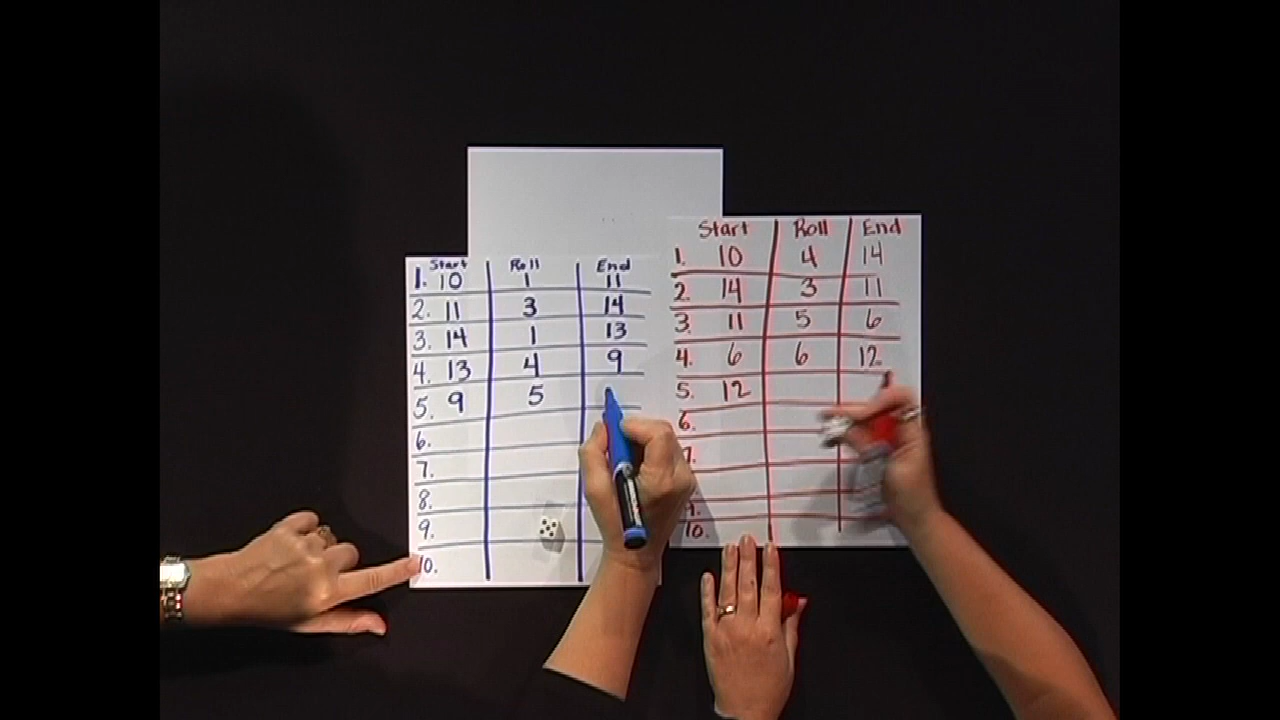 Start Roll End
1. 10 1 11
2. 11 3 14
3. 14 1 13
4. 13 4 9
5. 9 5
6.
7.
8.
9.
10.
Start Roll End
1. 10 4 14
2. 14 3 11
3. 11 5 6
4. 6 6 12
5. 12
6.
7.
9.
10.